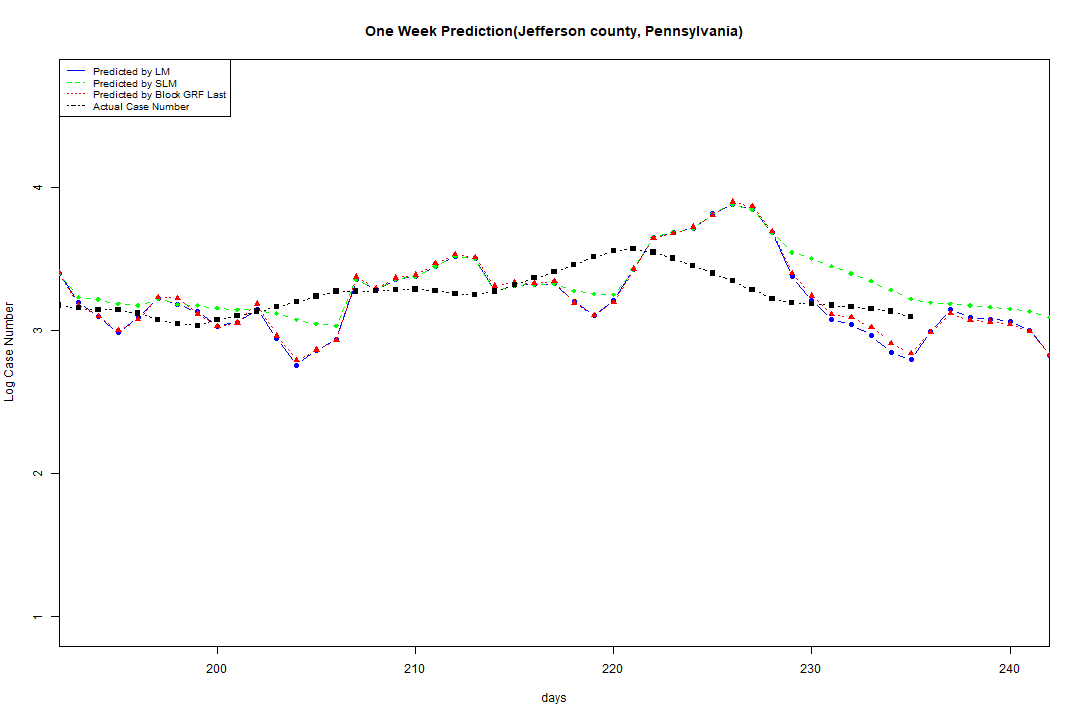 One Week Prediction(Jefferson county, Pennsylvania)
Predicted by LM
Predicted by SLM
Predicted by Block GRF Last
Actual Case Number
Log Case Number
4
3
2
1
200
210
220
230
240
days